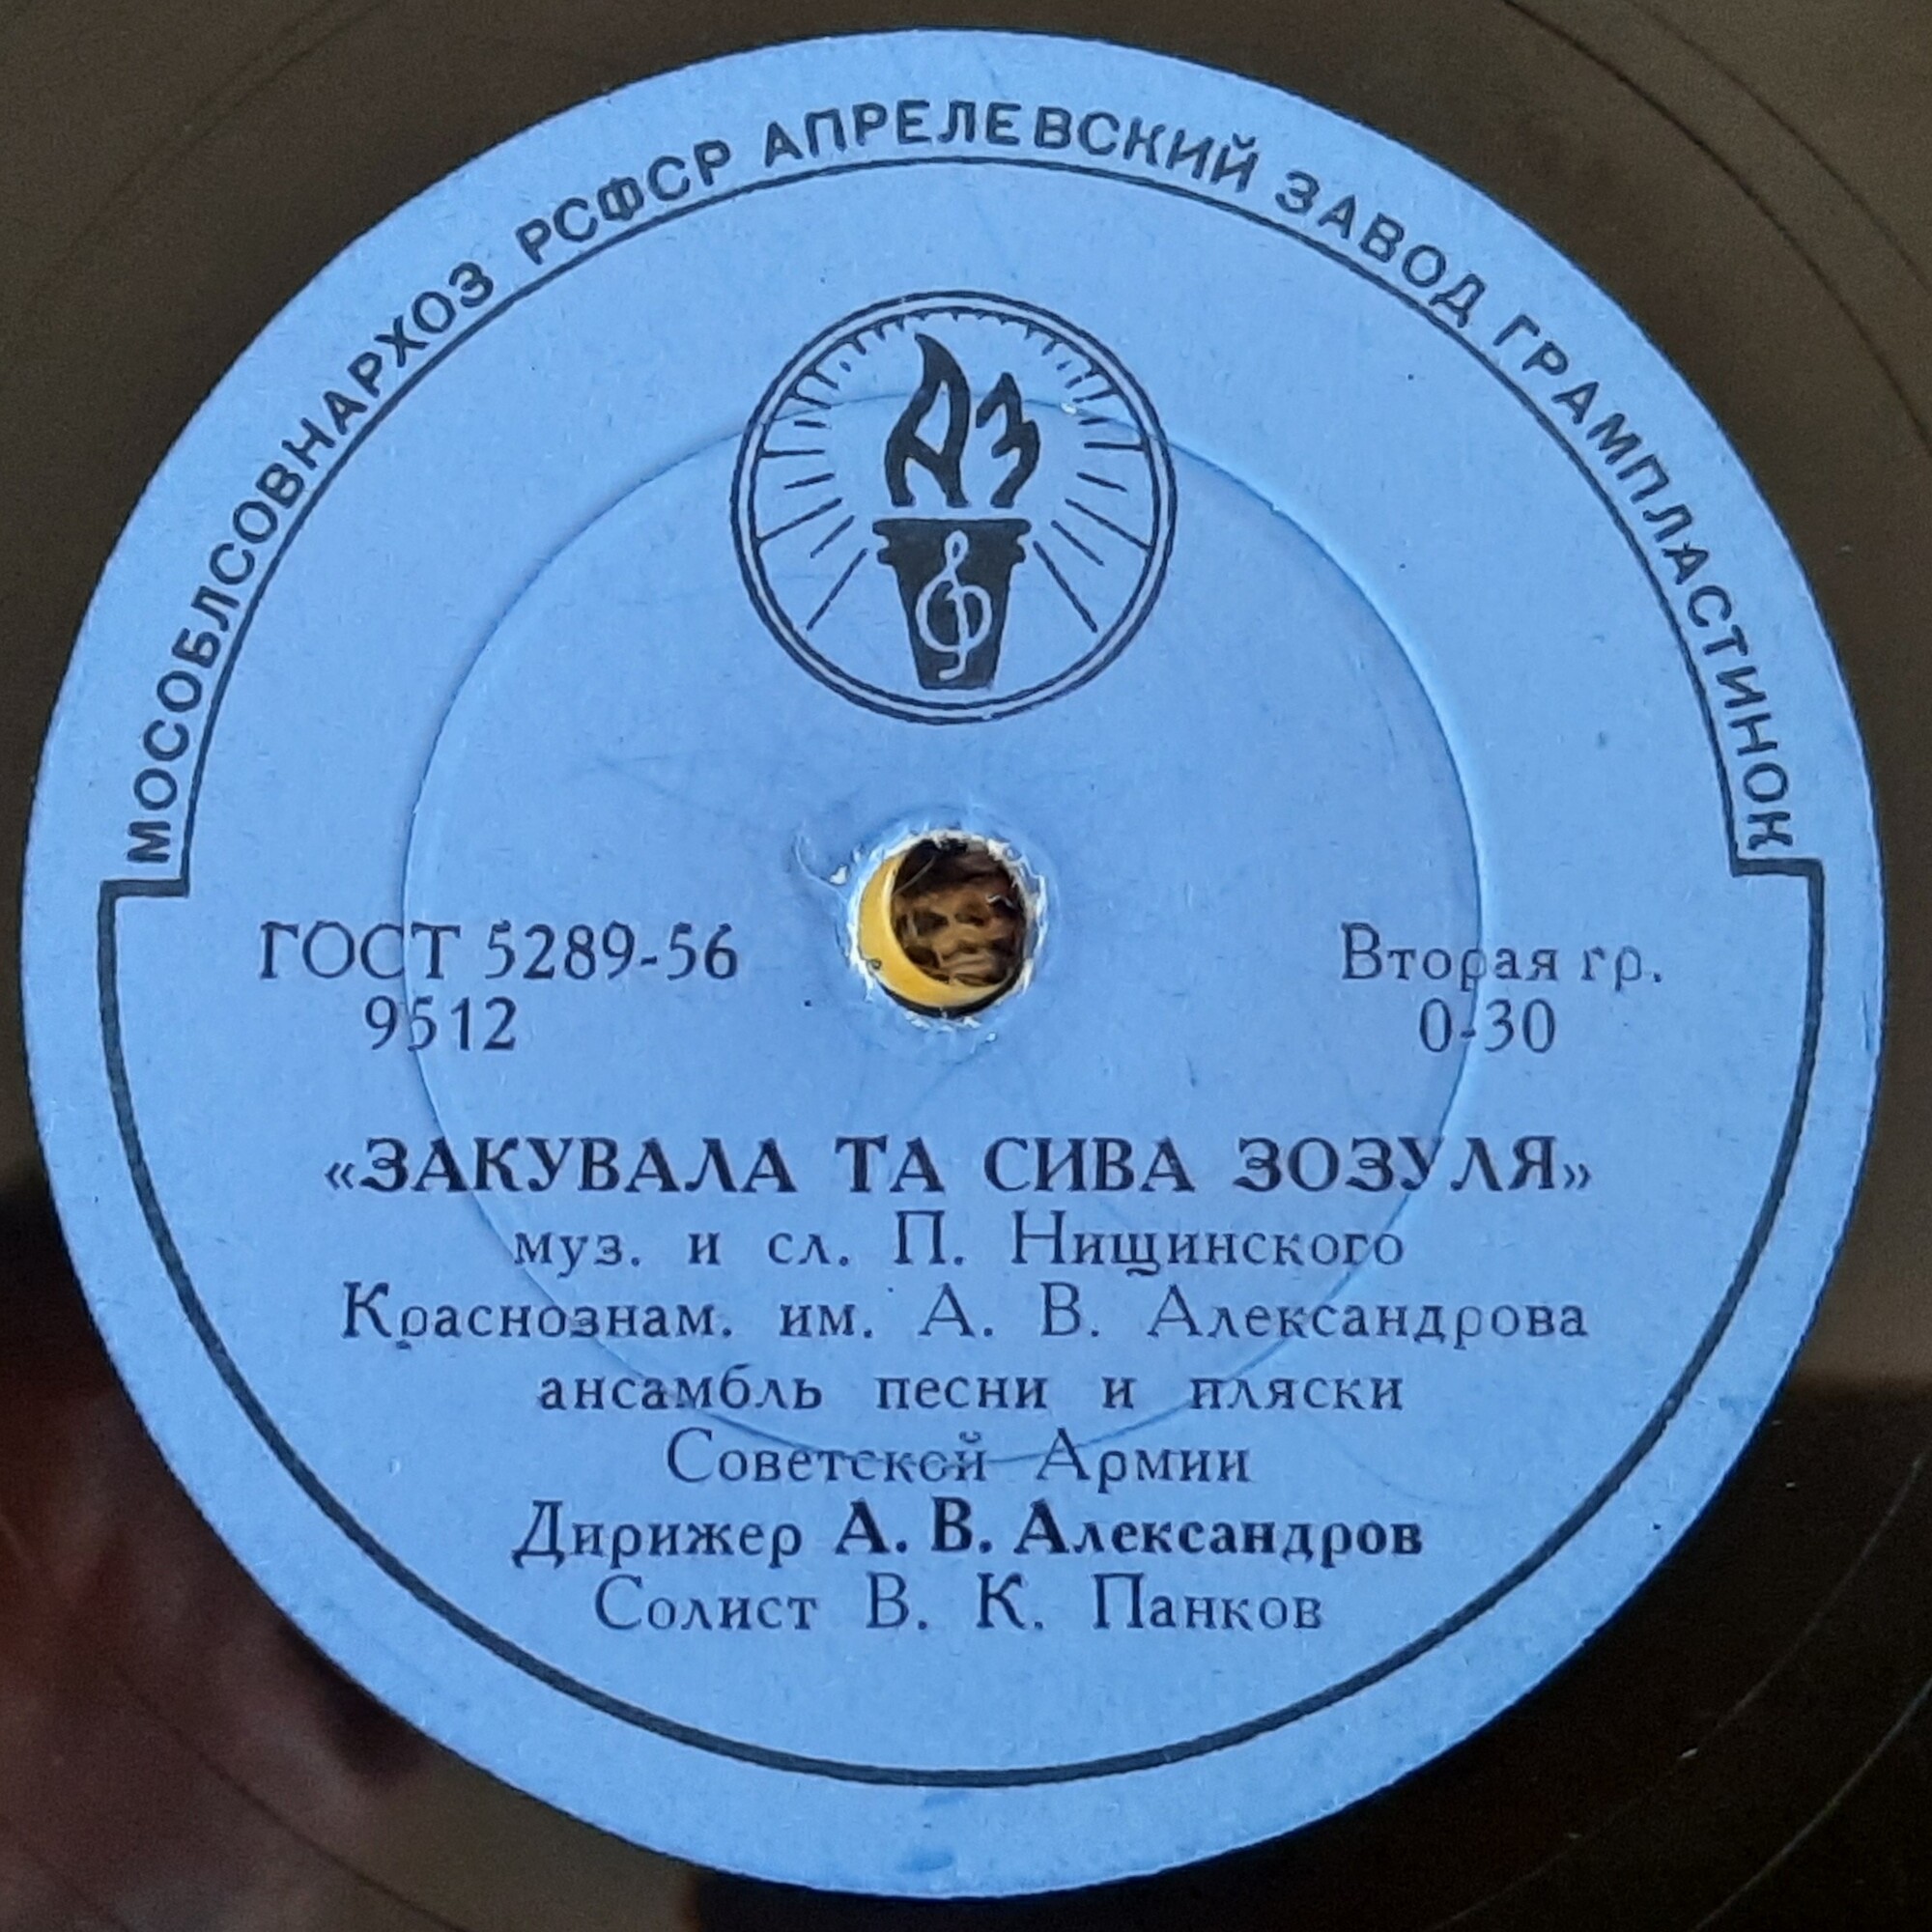 МОСОБЛСОВНАРХОЗ РСФСР АПРЕЛЕВСКИЙ ЗАВОД ГРАМПЛАСТИНОК
АЗ
ГОСТ 5289-56
9512
Вторая гр.
0-30
«ЗАКУВАЛА ТА СИВА ЗОЗУЛЯ»
муз. и сл. П. Нищинского
Краснознам. им. А. В. Александрова
ансамбль песни и пляски
Советской Армии
Дирижер А. В. Александров
Солист В. К. Панков